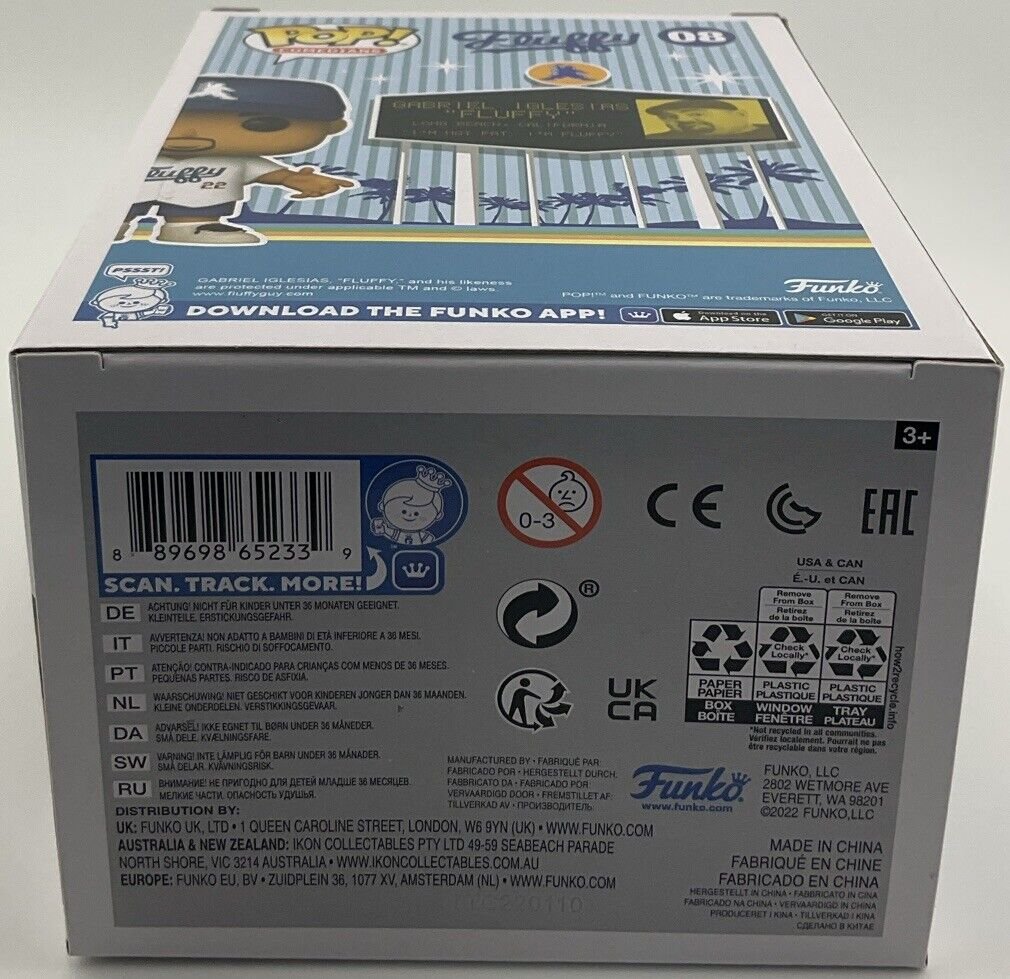 POP!
COMEDIANS
Fluffy
08
GABRIEL IGLESIAS
"FLUFFY"
LONG BEACH, CALIFORNIA
I'M NOT FAT, I'M FLUFFY"
Fluffy
22
PSSST!
GABRIEL IGLESIAS, "FLUFFY," and his likeness
are protected under applicable TM and © laws.
www.fluffyguy.com
Funko
POP!™ and FUNKO™ are trademarks of Funko, LLC
DOWNLOAD THE FUNKO APP!
Download on the
App Store
GET IT ON
Google Play
3+
8 89698 65233 9
SCAN. TRACK. MORE!
0-3
CE
EAC
®
UK
CA
USA & CAN
É.-U. et CAN
Remove
From Box
Retirez
de la boîte
Remove
From Box
Retirez
de la boîte
Check
Locally*
Check
Locally*
PAPER
PAPIER
PLASTIC
PLASTIQUE
PLASTIC
PLASTIQUE
BOX
BOÎTE
WINDOW
FENÊTRE
TRAY
PLATEAU
how2recycle.info
*Not recycled in all communities.
Vérifiez localement. Pourrait ne pas
être recyclable dans votre région.
DE ACHTUNG! NICHT FÜR KINDER UNTER 36 MONATEN GEEIGNET.
KLEINTEILE. ERSTICKUNGSGEFAHR.
IT AVVERTENZA! NON ADATTO A BAMBINI DI ETÀ INFERIORE A 36 MESI.
PICCOLE PARTI. RISCHIO DI SOFFOCAMENTO.
PT ATENÇÃO! CONTRA-INDICADO PARA CRIANÇAS COM MENOS DE 36 MESES.
PEQUENAS PARTES. RISCO DE ASFIXIA.
NL WAARSCHUWING! NIET GESCHIKT VOOR KINDEREN JONGER DAN 36 MAANDEN.
KLEINE ONDERDELEN. VERSTIKKINGSGEVAAR.
DA ADVARSEL! IKKE EGNET TIL BØRN UNDER 36 MÅNEDER.
SMÅ DELE. KVÆLNINGSFARE.
SW VARNING! INTE LÄMPLIG FÖR BARN UNDER 36 MÅNADER.
SMÅ DELAR. KVÄVNINGSRISK.
RU ВНИМАНИЕ! НЕ ПРИГОДНО ДЛЯ ДЕТЕЙ МЛАДШЕ 36 МЕСЯЦЕВ.
МЕЛКИЕ ЧАСТИ. ОПАСНОСТЬ УДУШЬЯ.
MANUFACTURED BY • FABRIQUÉ PAR
FABRICADO POR • HERGESTELLT DURCH
FABBRICATO DA • FABRICADO POR
VERVAARDIGD DOOR • FREMSTILLET AF:
TILLVERKAD AV • ПРОИЗВОДИТЕЛЬ:
Funko
www.funko.com
FUNKO, LLC
2802 WETMORE AVE
EVERETT, WA 98201
©2022 FUNKO,LLC
DISTRIBUTION BY:
UK: FUNKO UK, LTD • 1 QUEEN CAROLINE STREET, LONDON, W6 9YN (UK) • WWW.FUNKO.COM
AUSTRALIA & NEW ZEALAND: IKON COLLECTABLES PTY LTD 49-59 SEABEACH PARADE
NORTH SHORE, VIC 3214 AUSTRALIA • WWW.IKONCOLLECTABLES.COM.AU
EUROPE: FUNKO EU, BV • ZUIDPLEIN 36, 1077 XV, AMSTERDAM (NL) • WWW.FUNKO.COM
MADE IN CHINA
FABRIQUÉ EN CHINE
FABRICADO EN CHINA
HERGESTELLT IN CHINA • FABBRICATO IN CINA
FABRICADO NA CHINA • VERVAARDIGD IN CHINA
PRODUCERET I KINA • TILLVERKAD I KINA
СДЕЛАНО В КИТАЕ